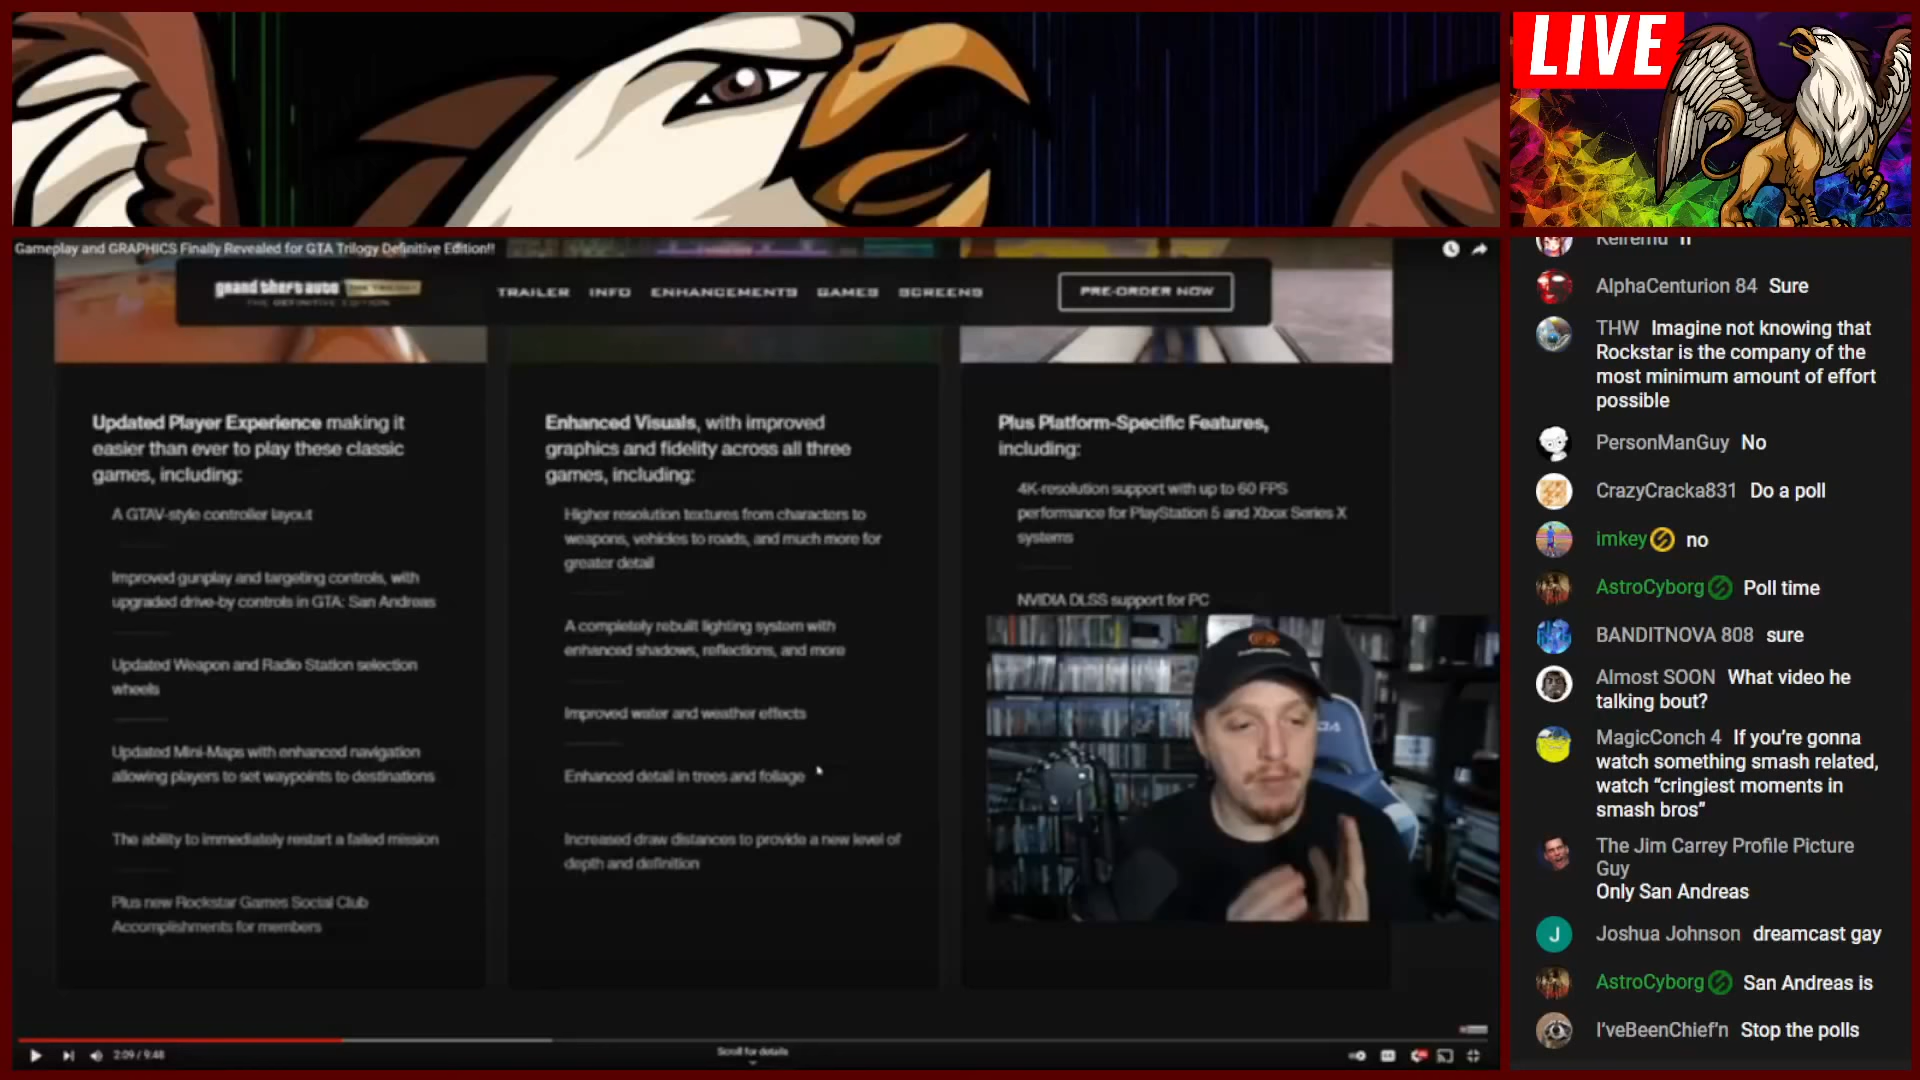 LIVE
Gameplay and GRAPHICS Finally Revealed for GTA Trilogy Definitive Edition!!
grand theft auto THE TRILOGY
THE DEFINITIVE EDITION
TRAILER INFO ENHANCEMENTS GAMES SCREENS
PRE-ORDER NOW
Updated Player Experience making it
easier than ever to play these classic
games, including:
A GTAV-style controller layout
Improved gunplay and targeting controls, with
upgraded drive-by controls in GTA: San Andreas
Updated Weapon and Radio Station selection
wheels
Updated Mini-Maps with enhanced navigation
allowing players to set waypoints to destinations
The ability to immediately restart a failed mission
Plus new Rockstar Games Social Club
Accomplishments for members
Enhanced Visuals, with improved
graphics and fidelity across all three
games, including:
Higher resolution textures from characters to
weapons, vehicles to roads, and much more for
greater detail
A completely rebuilt lighting system with
enhanced shadows, reflections, and more
Improved water and weather effects
Enhanced detail in trees and foliage
Increased draw distances to provide a new level of
depth and definition
Plus Platform-Specific Features,
including:
4K-resolution support with up to 60 FPS
performance for PlayStation 5 and Xbox Series X
systems
NVIDIA DLSS support for PC
2:09 / 9:48
Scroll for details
AlphaCenturion 84 Sure
THW Imagine not knowing that
Rockstar is the company of the
most minimum amount of effort
possible
PersonManGuy No
CrazyCracka831 Do a poll
imkey no
AstroCyborg Poll time
BANDITNOVA 808 sure
Almost SOON What video he
talking bout?
MagicConch 4 If you're gonna
watch something smash related,
watch "cringiest moments in
smash bros"
The Jim Carrey Profile Picture
Guy
Only San Andreas
J
Joshua Johnson dreamcast gay
AstroCyborg San Andreas is
I'veBeenChief'n Stop the polls